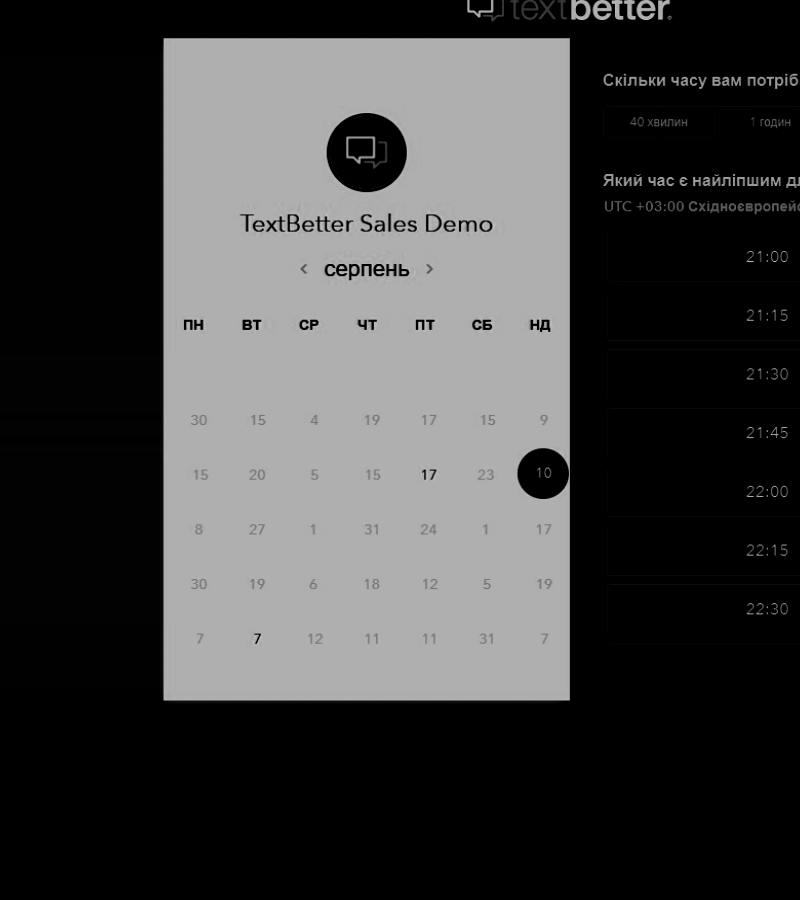 textbetter.
TextBetter Sales Demo
< серпень >
ПН ВТ СР ЧТ ПТ СБ НД
30 15 4 19 17 15 9
15 20 5 15 17 23 10
8 27 1 31 24 1 17
30 19 6 18 12 5 19
7 7 12 11 11 31 7
Скільки часу вам потріб
40 хвилин 1 годин
Який час є найліпшим
UTC +03:00 Східноєвропейс
21:00
21:15
21:30
21:45
22:00
22:15
22:30